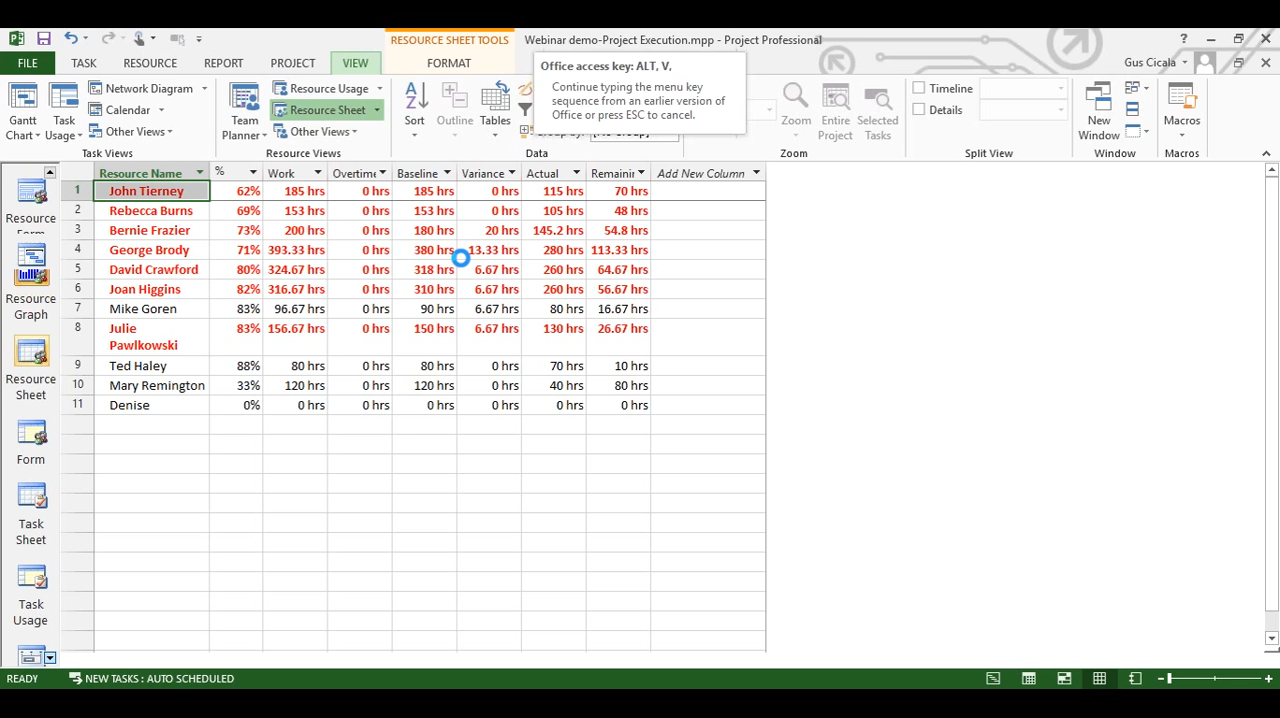 RESOURCE SHEET TOOLS
Webinar demo-Project Execution.mpp - Project Professional
FILE TASK RESOURCE REPORT PROJECT VIEW FORMAT
Gus Cicala
Office access key: ALT, V,
Continue typing the menu key
sequence from an earlier version of
Office or press ESC to cancel.
Gantt
Chart
Task
Usage
Network Diagram
Calendar
Other Views
Task Views
Team
Planner
Resource Usage
Resource Sheet
Other Views
Resource Views
Sort
Outline
Tables
Data
Zoom
Entire
Project
Selected
Tasks
Zoom
Timeline
Details
Split View
New
Window
Window
Macros
Macros
Resource Name % Work Overtime Baseline Variance Actual Remaini Add New Column
1 John Tierney 62% 185 hrs 0 hrs 185 hrs 0 hrs 115 hrs 70 hrs
2 Rebecca Burns 69% 153 hrs 0 hrs 153 hrs 0 hrs 105 hrs 48 hrs
3 Bernie Frazier 73% 200 hrs 0 hrs 180 hrs 20 hrs 145.2 hrs 54.8 hrs
4 George Brody 71% 393.33 hrs 0 hrs 380 hrs 13.33 hrs 280 hrs 113.33 hrs
5 David Crawford 80% 324.67 hrs 0 hrs 318 hrs 6.67 hrs 260 hrs 64.67 hrs
6 Joan Higgins 82% 316.67 hrs 0 hrs 310 hrs 6.67 hrs 260 hrs 56.67 hrs
7 Mike Goren 83% 96.67 hrs 0 hrs 90 hrs 6.67 hrs 80 hrs 16.67 hrs
8 Julie 83% 156.67 hrs 0 hrs 150 hrs 6.67 hrs 130 hrs 26.67 hrs
Pawlkowski
9 Ted Haley 88% 80 hrs 0 hrs 80 hrs 0 hrs 70 hrs 10 hrs
10 Mary Remington 33% 120 hrs 0 hrs 120 hrs 0 hrs 40 hrs 80 hrs
11 Denise 0% 0 hrs 0 hrs 0 hrs 0 hrs 0 hrs 0 hrs
Resource
Resource
Graph
Resource
Sheet
Form
Task
Sheet
Task
Usage
READY NEW TASKS : AUTO SCHEDULED